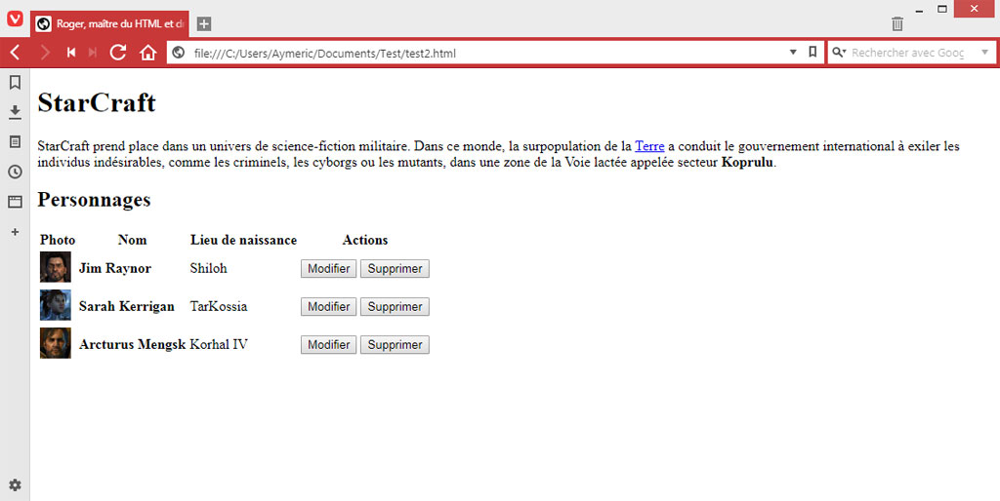 Roger, maître du HTML et de
file:///C:/Users/Aymeric/Documents/Test/test2.html
Rechercher avec Goog
StarCraft
StarCraft prend place dans un univers de science-fiction militaire. Dans ce monde, la surpopulation de la Terre a conduit le gouvernement international à exiler les
individus indésirables, comme les criminels, les cyborgs ou les mutants, dans une zone de la Voie lactée appelée secteur Koprulu.
Personnages
Photo Nom Lieu de naissance Actions
Jim Raynor Shiloh Modifier Supprimer
Sarah Kerrigan TarKossia Modifier Supprimer
Arcturus Mengsk Korhal IV Modifier Supprimer